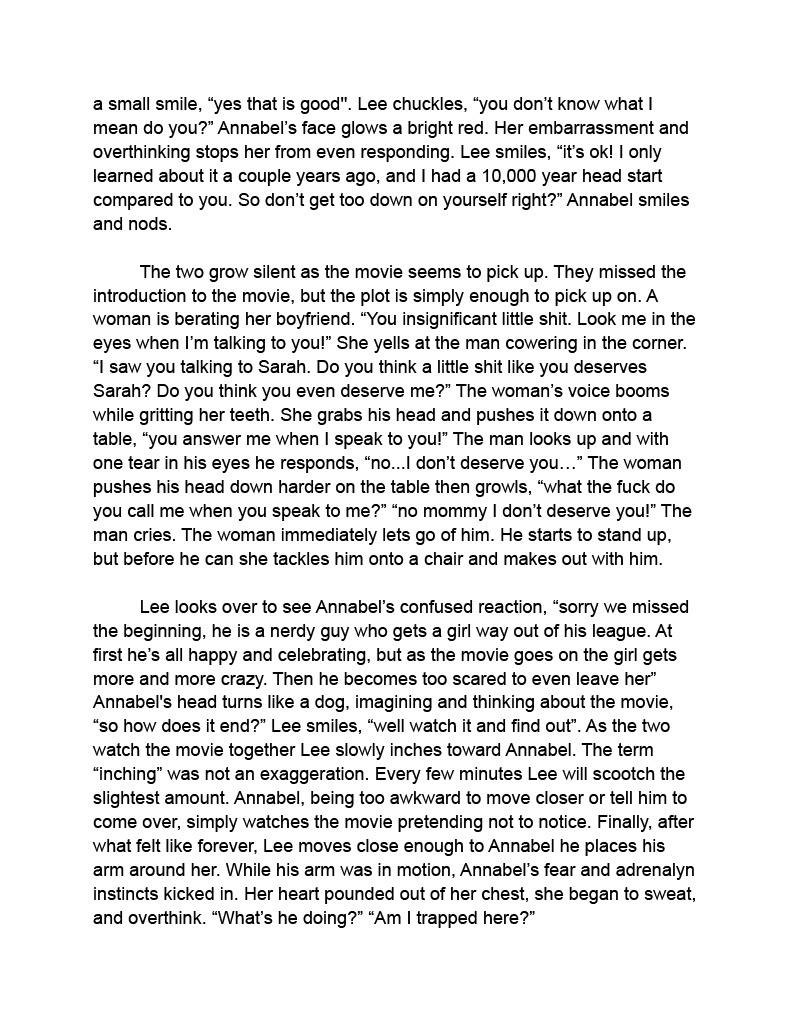 a small smile, “yes that is good". Lee chuckles, “you don’t know what I
mean do you?” Annabel’s face glows a bright red. Her embarrassment and
overthinking stops her from even responding. Lee smiles, “it’s ok! I only
learned about it a couple years ago, and I had a 10,000 year head start
compared to you. So don’t get too down on yourself right?” Annabel smiles
and nods.
The two grow silent as the movie seems to pick up. They missed the
introduction to the movie, but the plot is simply enough to pick up on. A
woman is berating her boyfriend. “You insignificant little shit. Look me in the
eyes when I’m talking to you!” She yells at the man cowering in the corner.
“I saw you talking to Sarah. Do you think a little shit like you deserves
Sarah? Do you think you even deserve me?” The woman’s voice booms
while gritting her teeth. She grabs his head and pushes it down onto a
table, “you answer me when I speak to you!” The man looks up and with
one tear in his eyes he responds, “no...I don’t deserve you…” The woman
pushes his head down harder on the table then growls, “what the fuck do
you call me when you speak to me?” “no mommy I don’t deserve you!” The
man cries. The woman immediately lets go of him. He starts to stand up,
but before he can she tackles him onto a chair and makes out with him.
Lee looks over to see Annabel’s confused reaction, “sorry we missed
the beginning, he is a nerdy guy who gets a girl way out of his league. At
first he’s all happy and celebrating, but as the movie goes on the girl gets
more and more crazy. Then he becomes too scared to even leave her”
Annabel's head turns like a dog, imagining and thinking about the movie,
“so how does it end?” Lee smiles, “well watch it and find out”. As the two
watch the movie together Lee slowly inches toward Annabel. The term
“inching” was not an exaggeration. Every few minutes Lee will scootch the
slightest amount. Annabel, being too awkward to move closer or tell him to
come over, simply watches the movie pretending not to notice. Finally, after
what felt like forever, Lee moves close enough to Annabel he places his
arm around her. While his arm was in motion, Annabel’s fear and adrenalyn
instincts kicked in. Her heart pounded out of her chest, she began to sweat,
and overthink. “What’s he doing?” “Am I trapped here?”